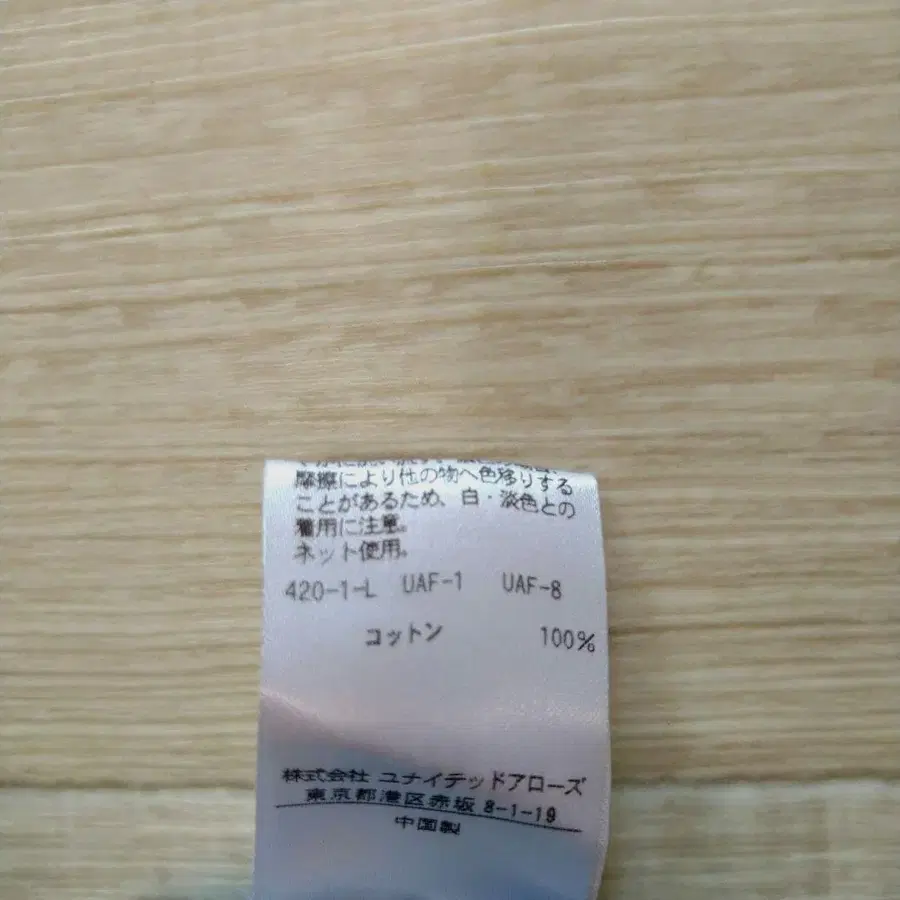 摩擦により他の物へ色移りする
ことがあるため、白・淡色との
着用に注意。
ネット使用。
420-1-L UAF-1 UAF-8
コットン 100%
株式会社 ユナイテッドアローズ
東京都港区赤坂 8-1-19
中国製